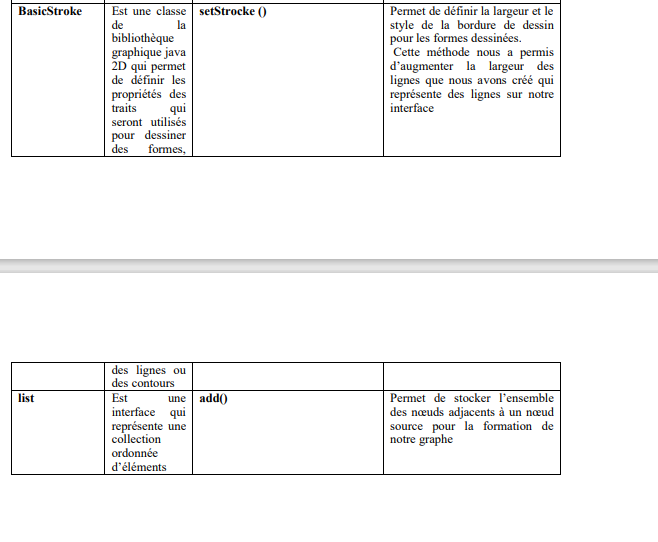 BasicStroke
Est une classe
de la
bibliothèque
graphique java
2D qui permet
de définir les
propriétés des
traits qui
seront utilisés
pour dessiner
des formes,
setStrocke ()
Permet de définir la largeur et le
style de la bordure de dessin
pour les formes dessinées.
Cette méthode nous a permis
d’augmenter la largeur des
lignes que nous avons créé qui
représente des lignes sur notre
interface
des lignes ou
des contours
list
Est une
interface qui
représente une
collection
ordonnée
d’éléments
add()
Permet de stocker l’ensemble
des nœuds adjacents à un nœud
source pour la formation de
notre graphe